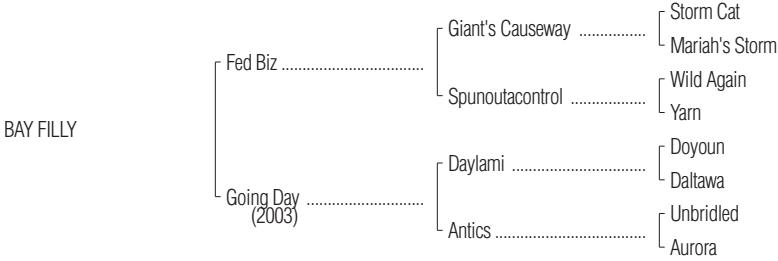 Storm Cat
Giant's Causeway ................
Mariah's Storm
Fed Biz ..................................
Wild Again
Spunoutacontrol ..................
Yarn
BAY FILLY
Doyoun
Daylami ................................
Daltawa
Going Day ............................
(2003)
Unbridled
Antics ....................................
Aurora